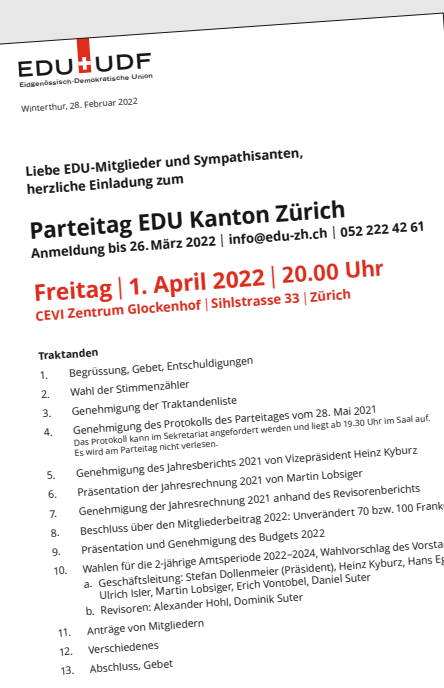 EDU UDF
Eidgenössisch-Demokratische Union
Winterthur, 28. Februar 2022
Liebe EDU-Mitglieder und Sympathisanten,
herzliche Einladung zum
Parteitag EDU Kanton Zürich
Anmeldung bis 26. März 2022 | info@edu-zh.ch | 052 222 42 61
Freitag | 1. April 2022 | 20.00 Uhr
CEVI Zentrum Glockenhof | Sihlstrasse 33 | Zürich
Traktanden
1. Begrüssung, Gebet, Entschuldigungen
2. Wahl der Stimmenzähler
3. Genehmigung der Traktandenliste
4. Genehmigung des Protokolls des Parteitages vom 28. Mai 2021
Das Protokoll kann im Sekretariat angefordert werden und liegt ab 19.30 Uhr im Saal auf.
Es wird am Parteitag nicht verlesen.
5. Genehmigung des Jahresberichts 2021 von Vizepräsident Heinz Kyburz
6. Präsentation der Jahresrechnung 2021 von Martin Lobsiger
7. Genehmigung der Jahresrechnung 2021 anhand des Revisorenberichts
8. Beschluss über den Mitgliederbeitrag 2022: Unverändert 70 bzw. 100 Frank
9. Präsentation und Genehmigung des Budgets 2022
10. Wahlen für die 2-jährige Amtsperiode 2022–2024, Wahlvorschlag des Vorsta
a. Geschäftsleitung: Stefan Dollenmeier (Präsident), Heinz Kyburz, Hans Eg
Ulrich Isler, Martin Lobsiger, Erich Vontobel, Daniel Suter
b. Revisoren: Alexander Hohl, Dominik Suter
11. Anträge von Mitgliedern
12. Verschiedenes
13. Abschluss, Gebet